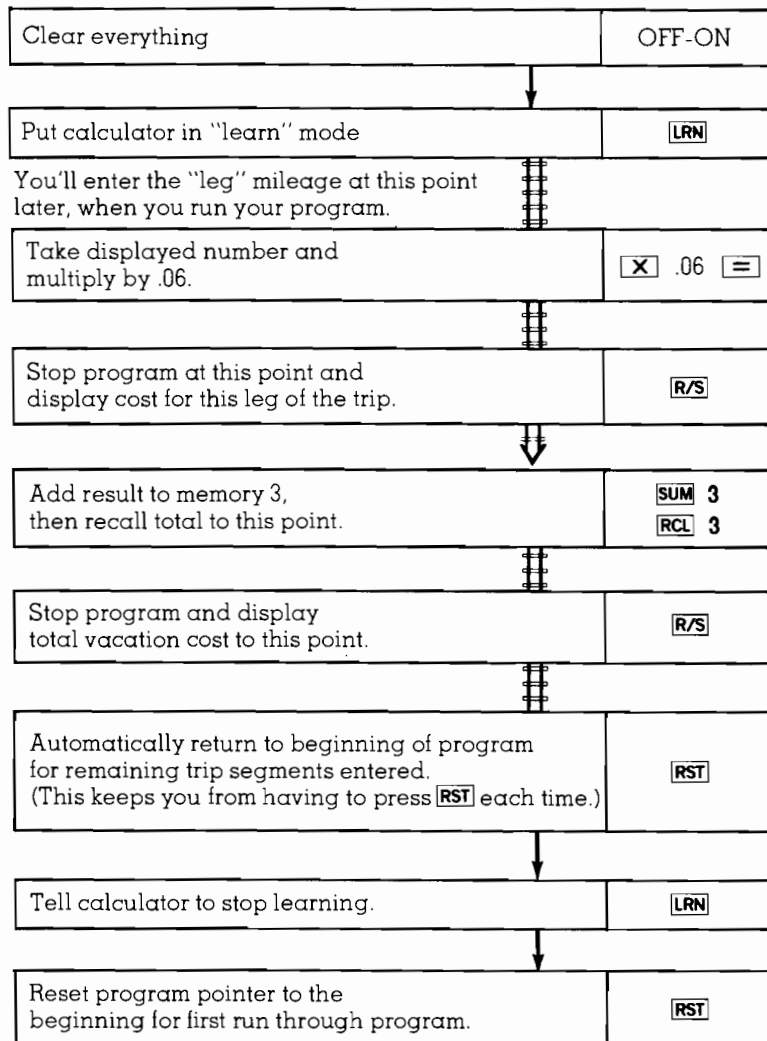 Clear everything OFF-ON
Put calculator in "learn" mode LRN
You'll enter the "leg" mileage at this point
later, when you run your program.
Take displayed number and
multiply by .06. X .06 =
Stop program at this point and
display cost for this leg of the trip. R/S
Add result to memory 3, SUM 3
then recall total to this point. RCL 3
Stop program and display
total vacation cost to this point. R/S
Automatically return to beginning of program
for remaining trip segments entered. RST
(This keeps you from having to press RST each time.)
Tell calculator to stop learning. LRN
Reset program pointer to the
beginning for first run through program. RST